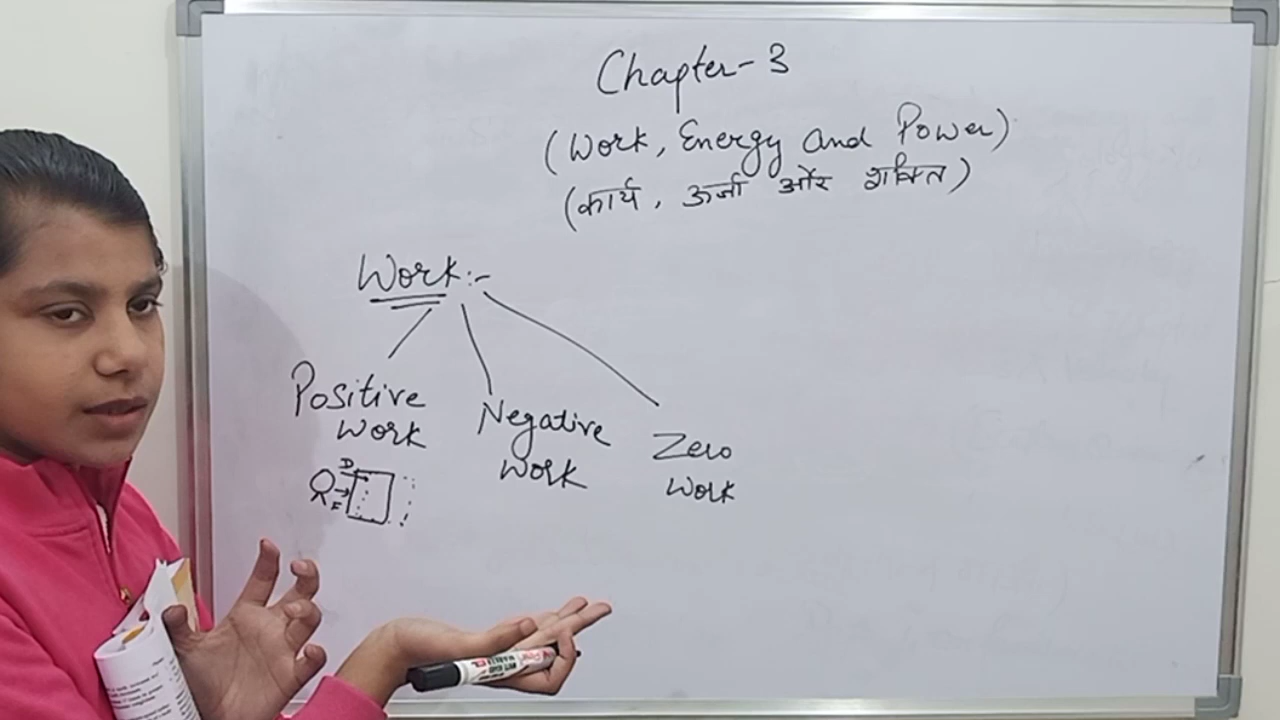 Chapter-3
(Work, Energy and Power)
(कार्य, ऊर्जा और शक्ति)
Work:-
Positive
Work
Negative
Work
Zero
Work
D
F